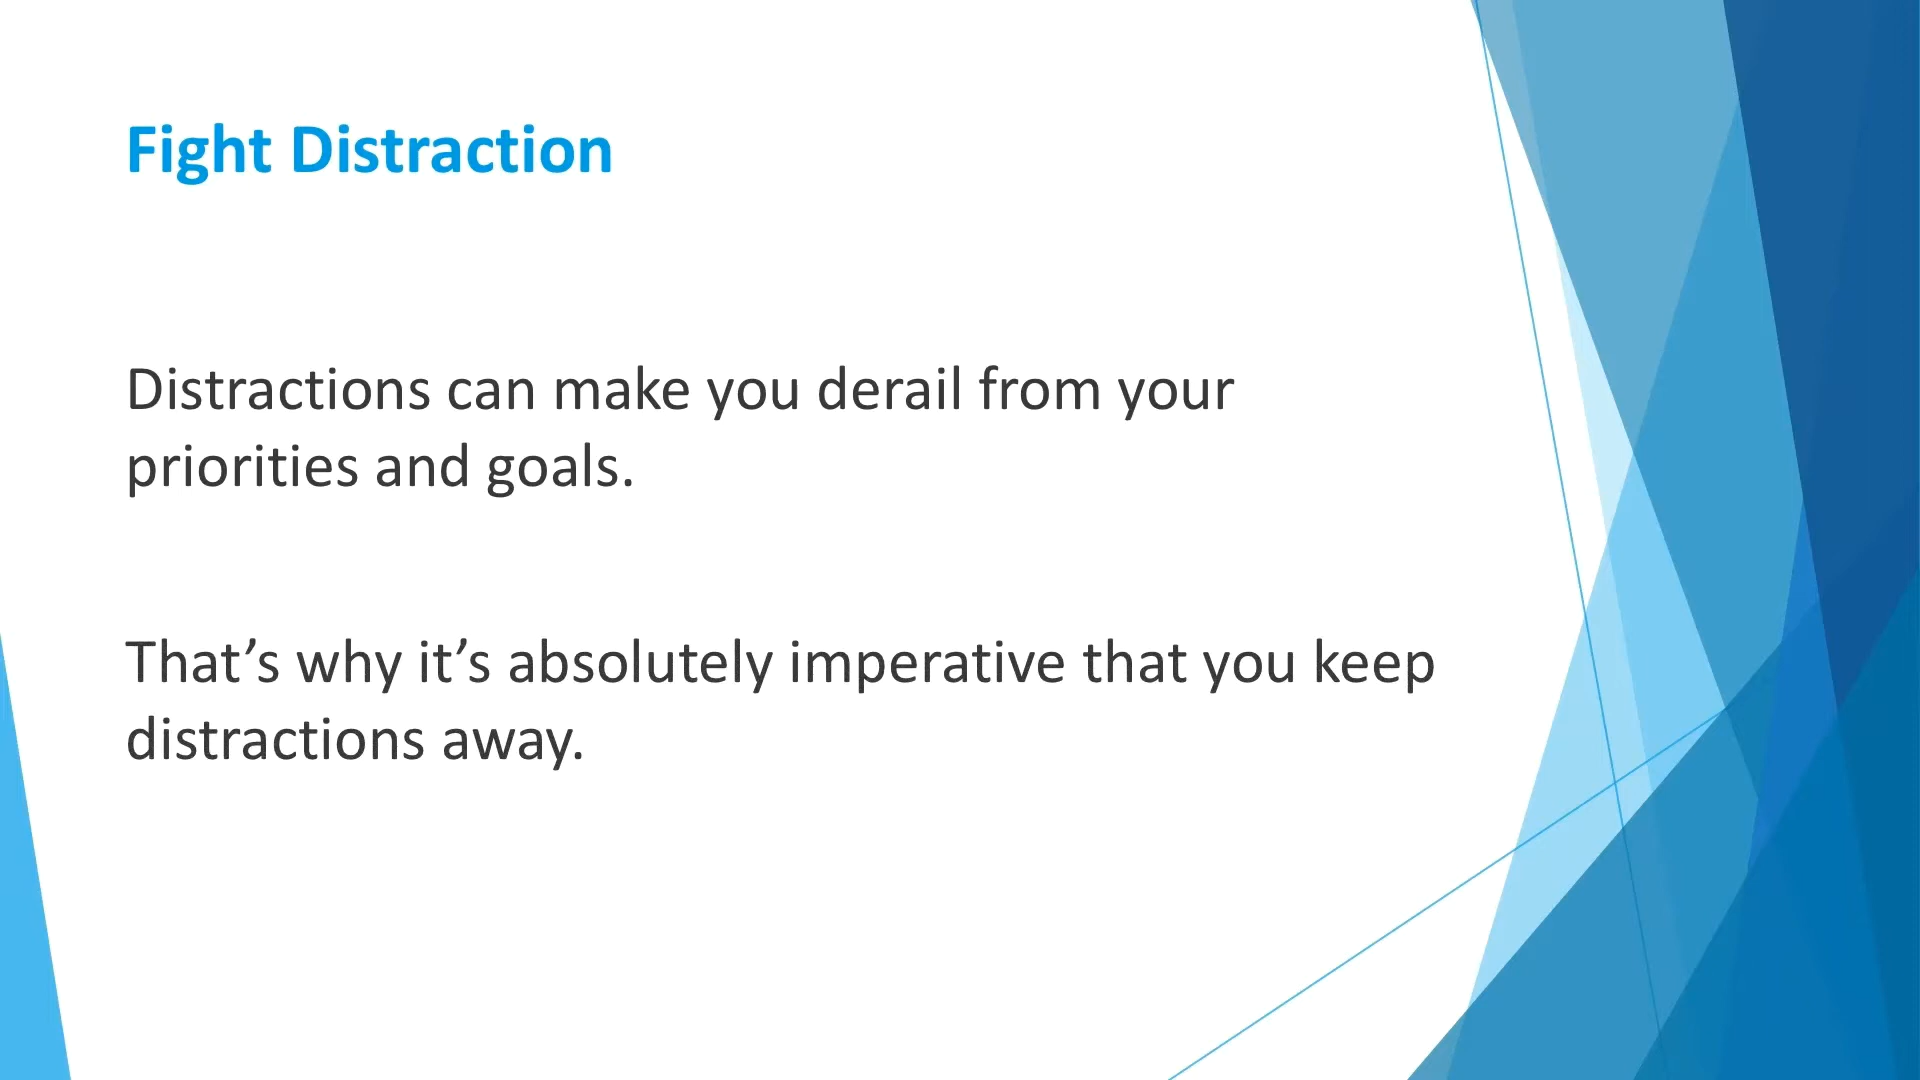 Fight Distraction
Distractions can make you derail from your
priorities and goals.
That’s why it’s absolutely imperative that you keep
distractions away.